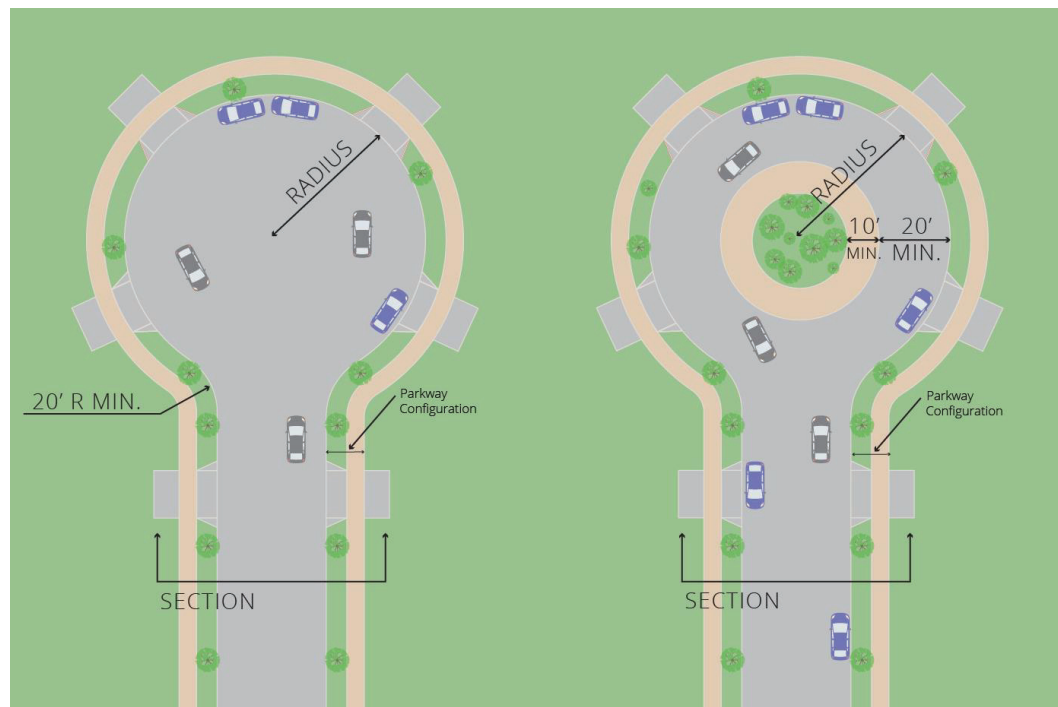 RADIUS
20' R MIN.
Parkway
Configuration
SECTION
RADIUS
10'
MIN.
20'
MIN.
Parkway
Configuration
SECTION